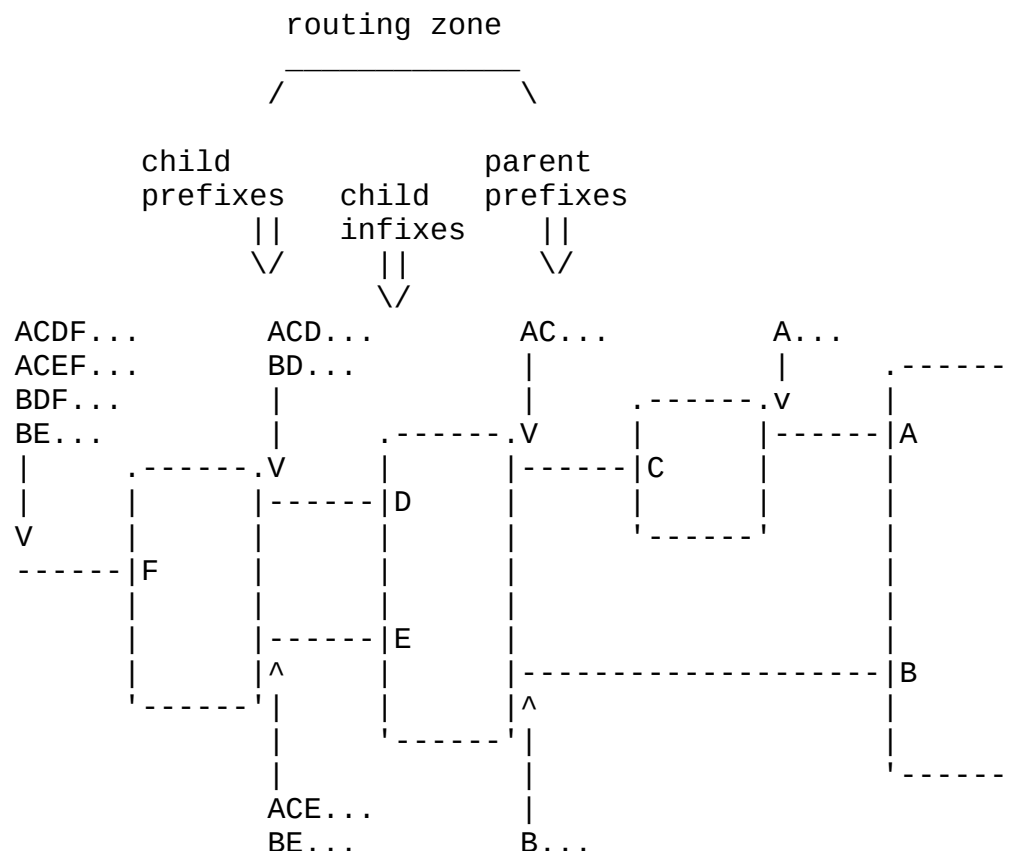 routing zone
child parent
prefixes child prefixes
infixes
ACDF... ACD... AC... A...
ACEF... BD...
BDF...
BE... A
C
D
F
E
B
ACE...
BE... B...